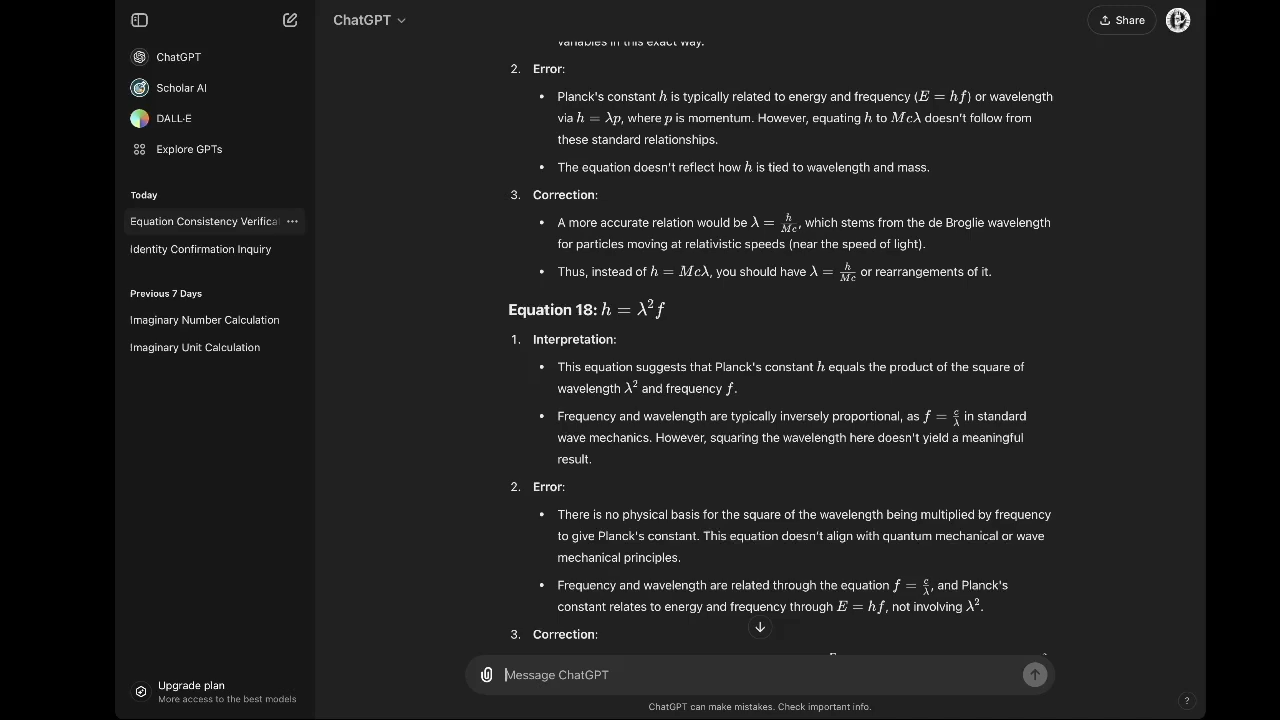 ChatGPT
Share
ChatGPT
Scholar AI
DALL·E
Explore GPTs
Today
Equation Consistency Verifica
Identity Confirmation Inquiry
Previous 7 Days
Imaginary Number Calculation
Imaginary Unit Calculation
Upgrade plan
More access to the best models
variables in this exact way.
2. Error:
• Planck's constant h is typically related to energy and frequency (E = hf) or wavelength
via h = λp, where p is momentum. However, equating h to Mcλ doesn't follow from
these standard relationships.
• The equation doesn't reflect how h is tied to wavelength and mass.
3. Correction:
• A more accurate relation would be λ = h/Mc, which stems from the de Broglie wavelength
for particles moving at relativistic speeds (near the speed of light).
• Thus, instead of h = Mcλ, you should have λ = h/Mc or rearrangements of it.
Equation 18: h = λ²f
1. Interpretation:
• This equation suggests that Planck's constant h equals the product of the square of
wavelength λ² and frequency f.
• Frequency and wavelength are typically inversely proportional, as f = c/λ in standard
wave mechanics. However, squaring the wavelength here doesn't yield a meaningful
result.
2. Error:
• There is no physical basis for the square of the wavelength being multiplied by frequency
to give Planck's constant. This equation doesn't align with quantum mechanical or wave
mechanical principles.
• Frequency and wavelength are related through the equation f = c/λ, and Planck's
constant relates to energy and frequency through E = hf, not involving λ².
3. Correction:
Message ChatGPT
ChatGPT can make mistakes. Check important info.
?